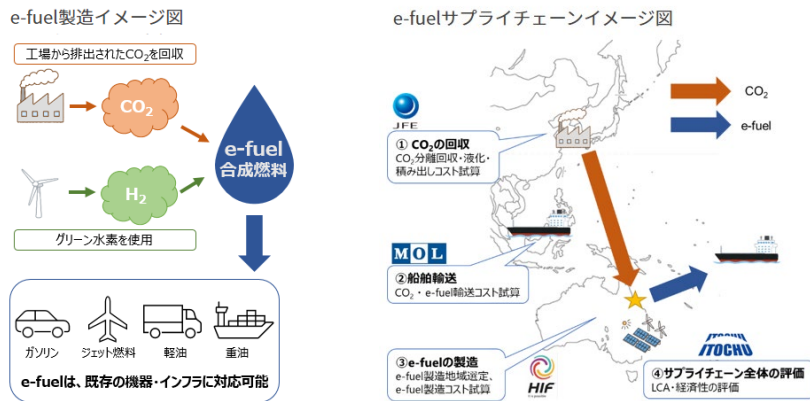 e-fuel製造イメージ図
工場から排出されたCO₂を回収
CO₂
e-fuel
合成燃料
H₂
グリーン水素を使用
ガソリン
ジェット燃料
軽油
重油
e-fuelは、既存の機器・インフラに対応可能
e-fuelサプライチェーンイメージ図
CO₂
e-fuel
JFE
① CO₂の回収
CO₂分離回収・液化・
積み出しコスト試算
MOL
②船舶輸送
CO₂・e-fuel輸送コスト試算
③e-fuelの製造
e-fuel製造地域選定、
e-fuel製造コスト試算
HIF
ITOCHU
④サプライチェーン全体の評価
LCA・経済性の評価